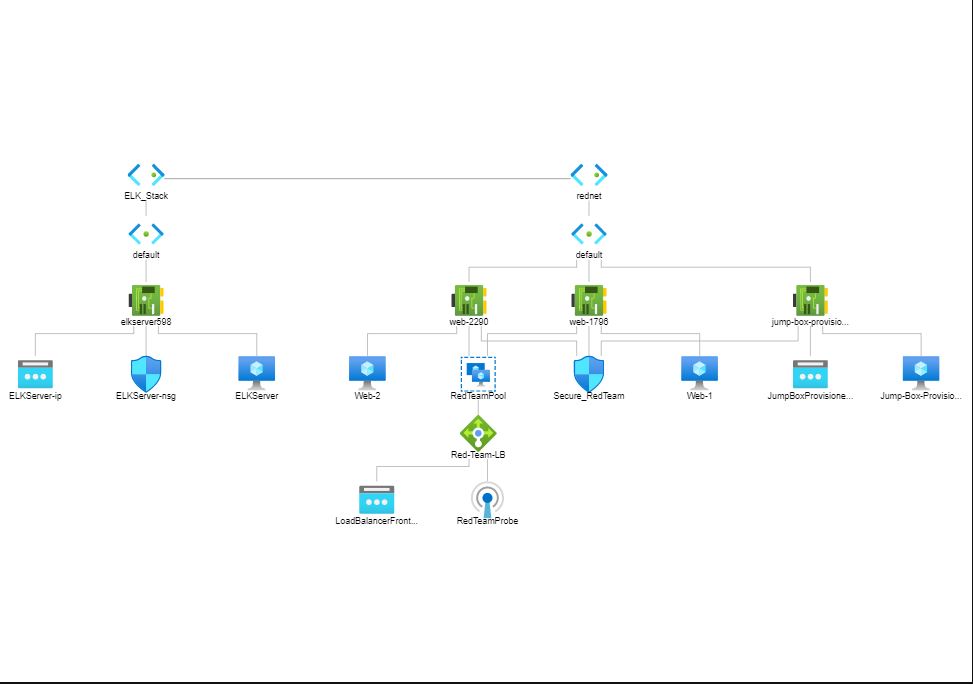 ELK_Stack
rednet
default
default
elkserver598
web-2290
web-1796
jump-box-provisio...
ELKServer-ip
ELKServer-nsg
ELKServer
Web-2
RedTeamPool
Secure_RedTeam
Web-1
JumpBoxProvisione...
Jump-Box-Provisio...
Red-Team-LB
LoadBalancerFront...
RedTeamProbe